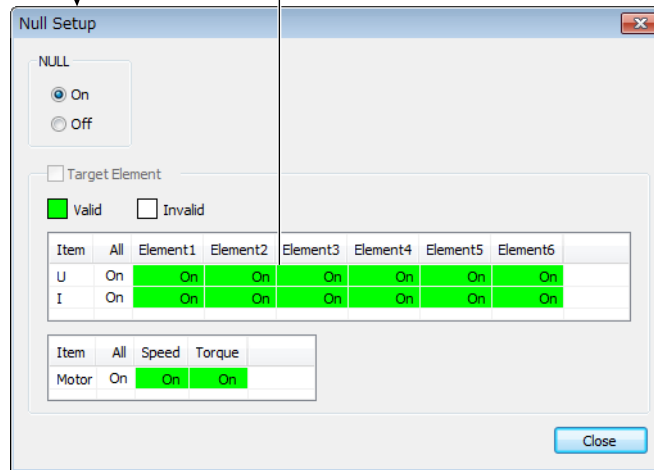 Null Setup
NULL
On
Off
Target Element
Valid Invalid
Item All Element1 Element2 Element3 Element4 Element5 Element6
U On On On On On On On
I On On On On On On On
Item All Speed Torque
Motor On On On
Close